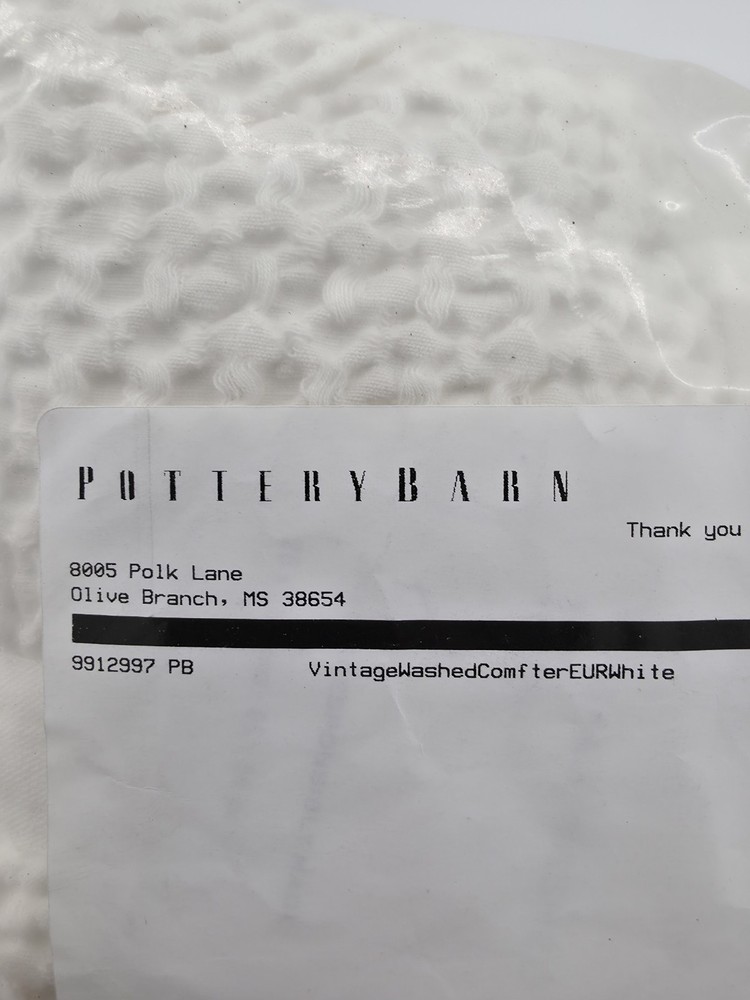 POTTERYBARN
Thank you
8005 Polk Lane
Olive Branch, MS 38654
9912997 PB VintageWashedComfterEURWhite